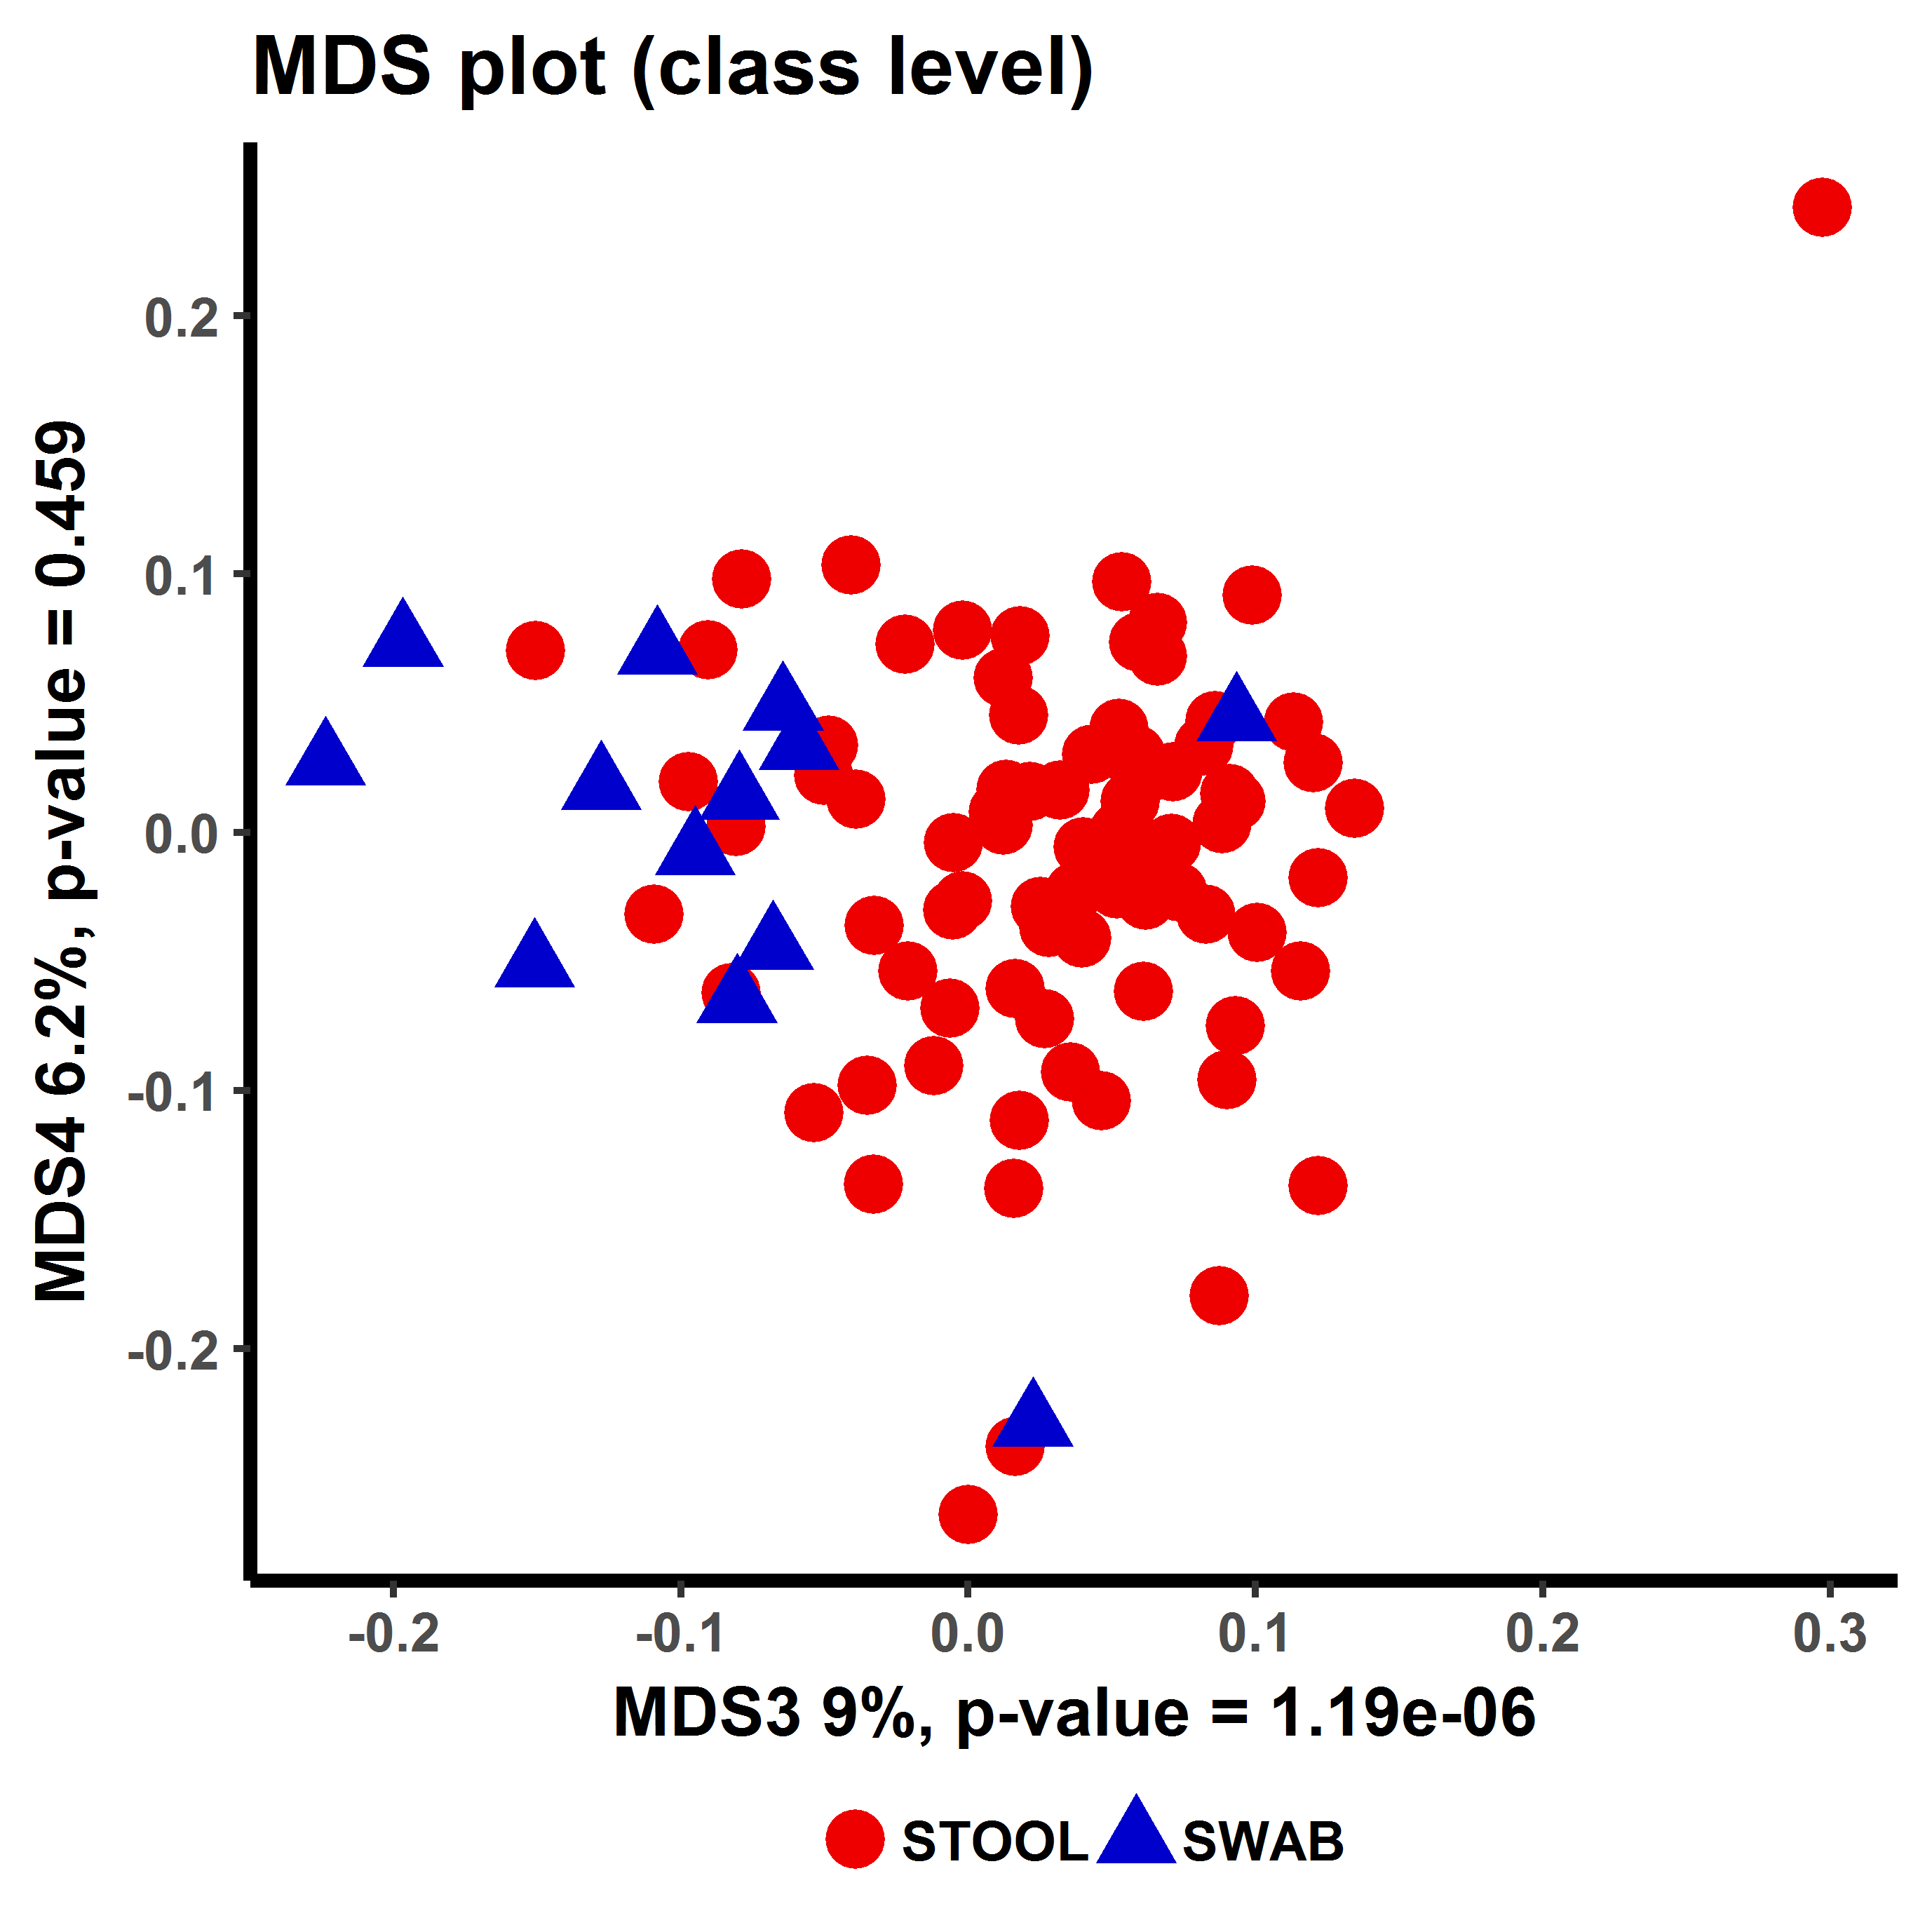 MDS plot (class level)
MDS4 6.2%, p-value = 0.459
0.2
0.1
0.0
-0.1
-0.2
-0.2 -0.1 0.0 0.1 0.2 0.3
MDS3 9%, p-value = 1.19e-06
STOOL SWAB